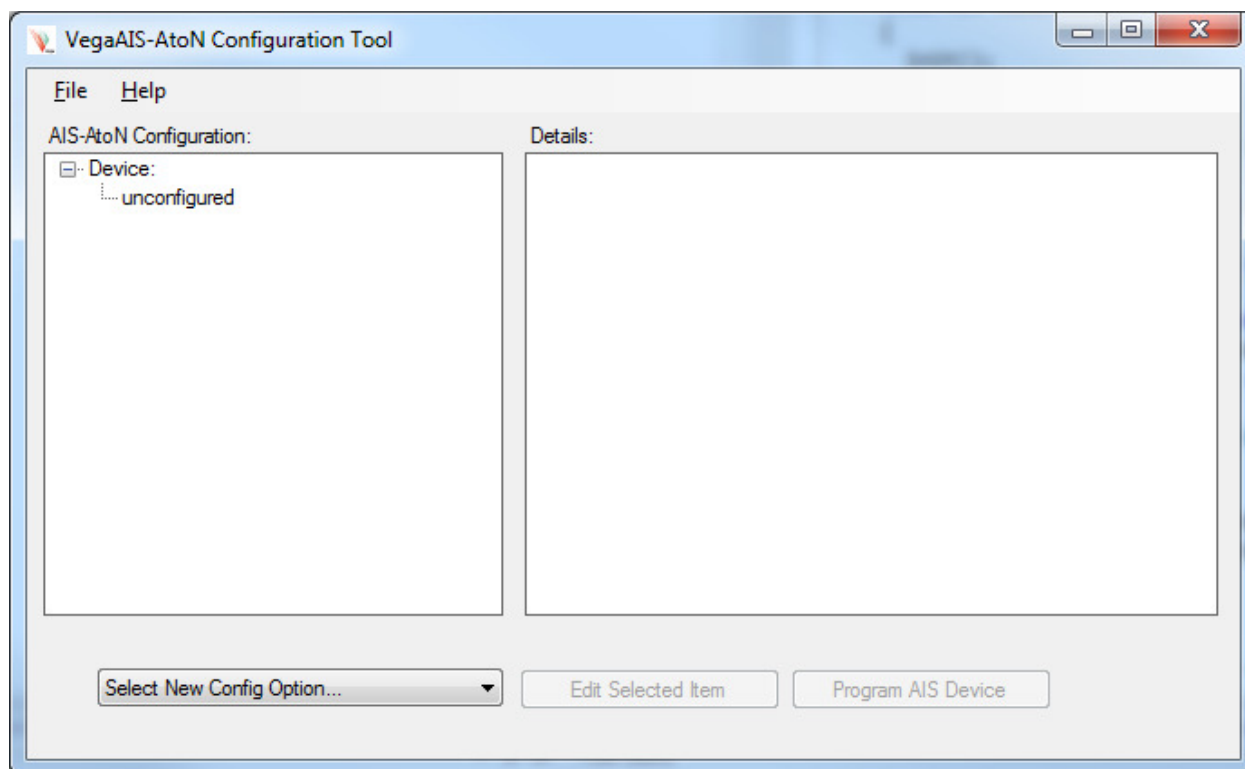 VegaAIS-AtoN Configuration Tool
File Help
AIS-AtoN Configuration:
Details:
Device:
unconfigured
Select New Config Option...
Edit Selected Item
Program AIS Device